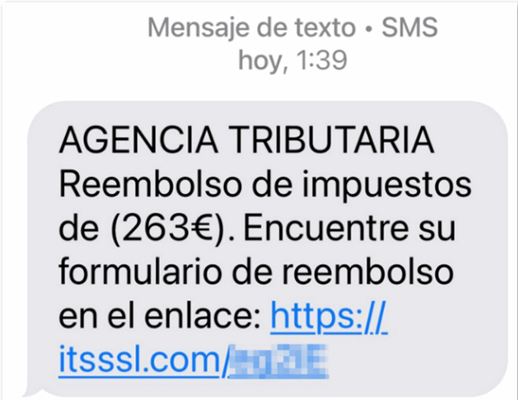 Mensaje de texto • SMS
hoy, 1:39
AGENCIA TRIBUTARIA
Reembolso de impuestos
de (263€). Encuentre su
formulario de reembolso
en el enlace: https://
itsssl.com/